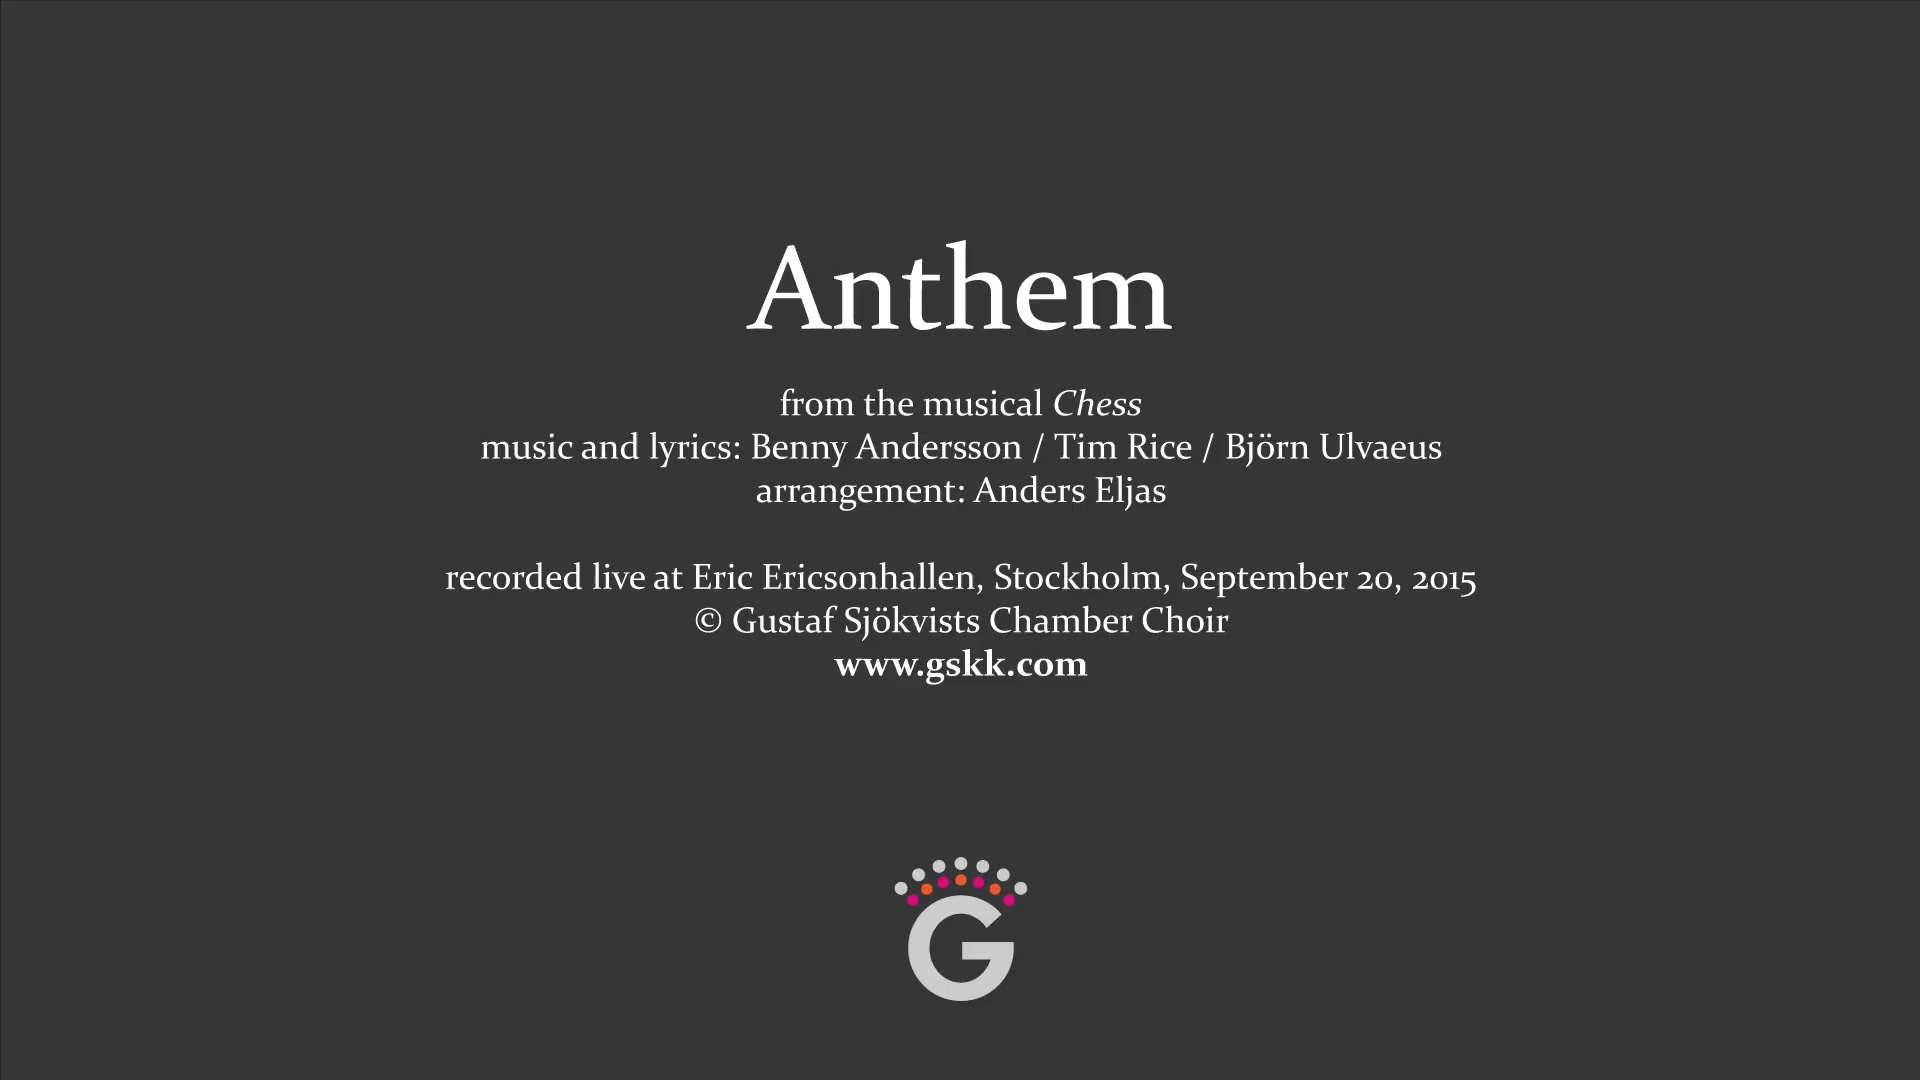 Anthem
from the musical Chess
music and lyrics: Benny Andersson / Tim Rice / Björn Ulvaeus
arrangement: Anders Eljas
recorded live at Eric Ericsonhallen, Stockholm, September 20, 2015
© Gustaf Sjökvists Chamber Choir
www.gskk.com
G